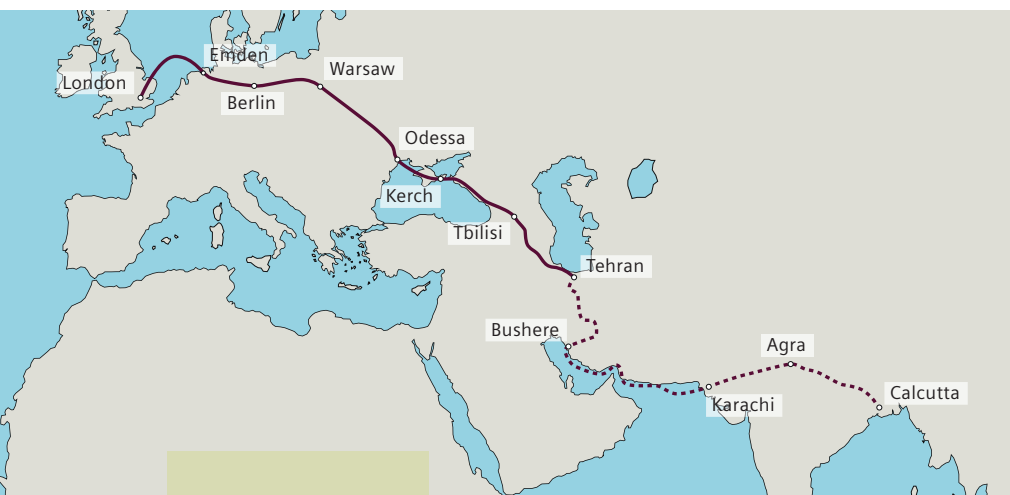 London
Emden
Berlin
Warsaw
Odessa
Kerch
Tbilisi
Tehran
Bushere
Agra
Karachi
Calcutta